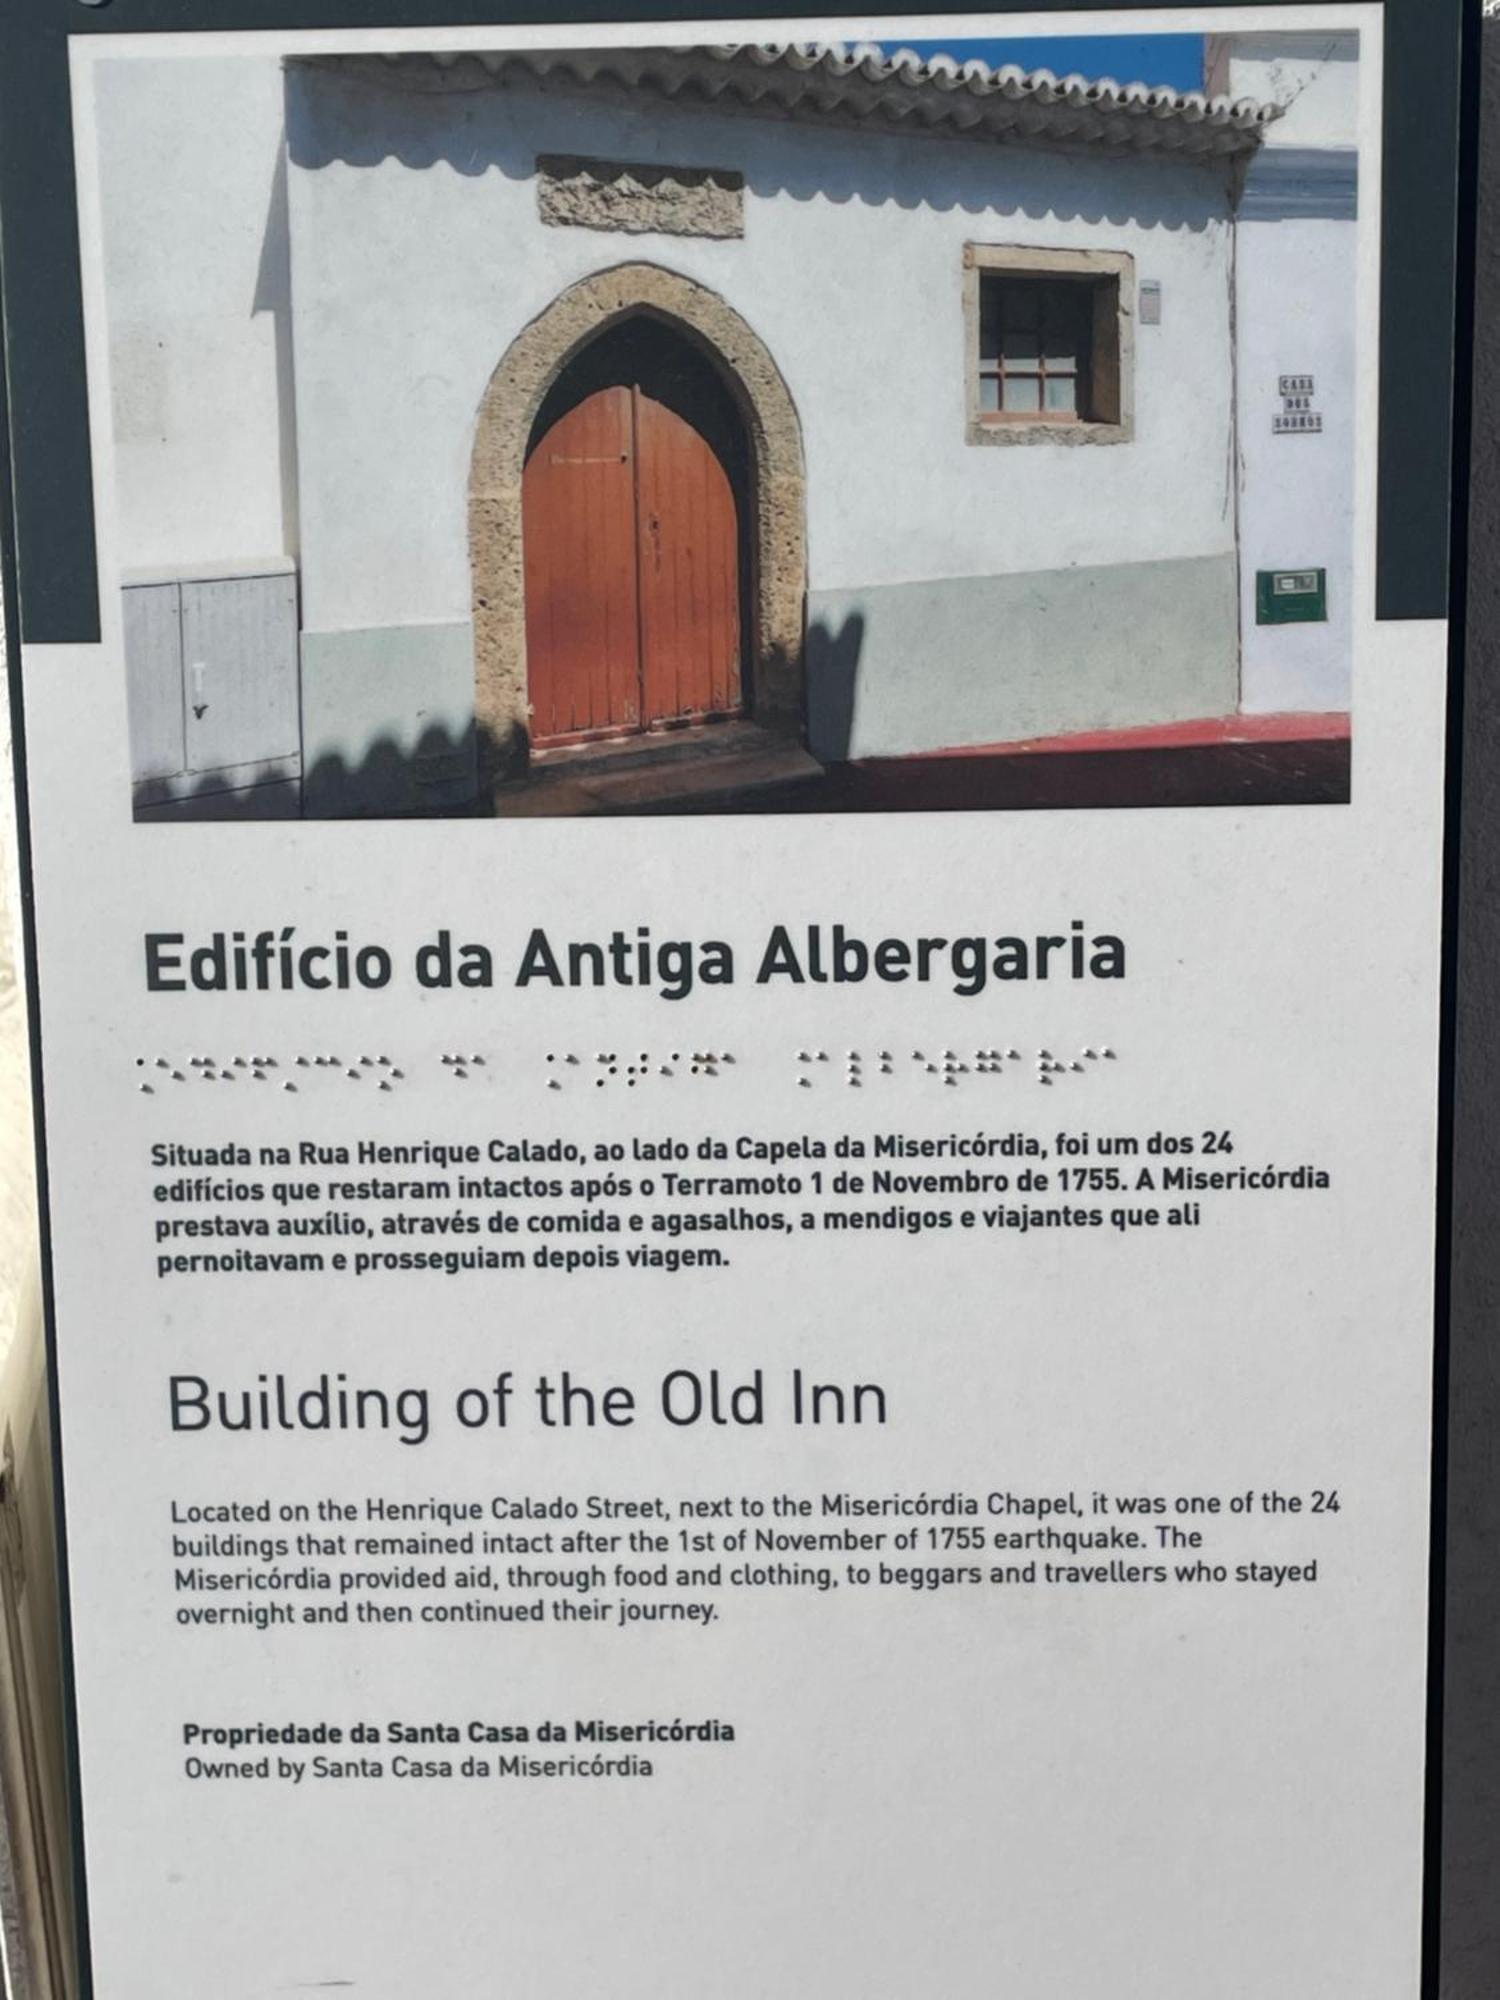 CASA
DOS
SONHOS
Edifício da Antiga Albergaria
⠨⠑⠙⠊⠋⠌⠉⠊⠕ ⠙⠁ ⠨⠁⠝⠞⠊⠛⠁ ⠨⠁⠇⠃⠑⠗⠛⠁⠗⠊⠁
Situada na Rua Henrique Calado, ao lado da Capela da Misericórdia, foi um dos 24
edifícios que restaram intactos após o Terramoto 1 de Novembro de 1755. A Misericórdia
prestava auxílio, através de comida e agasalhos, a mendigos e viajantes que ali
pernoitavam e prosseguiam depois viagem.
Building of the Old Inn
Located on the Henrique Calado Street, next to the Misericórdia Chapel, it was one of the 24
buildings that remained intact after the 1st of November of 1755 earthquake. The
Misericórdia provided aid, through food and clothing, to beggars and travellers who stayed
overnight and then continued their journey.
Propriedade da Santa Casa da Misericórdia
Owned by Santa Casa da Misericórdia